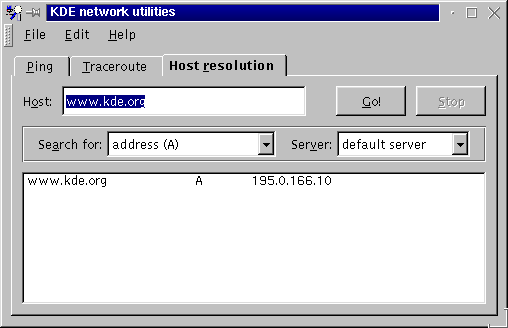 KDE network utilities
File Edit Help
Ping Traceroute Host resolution
Host: www.kde.org Go! Stop
Search for: address (A) Server: default server
www.kde.org A 195.0.166.10